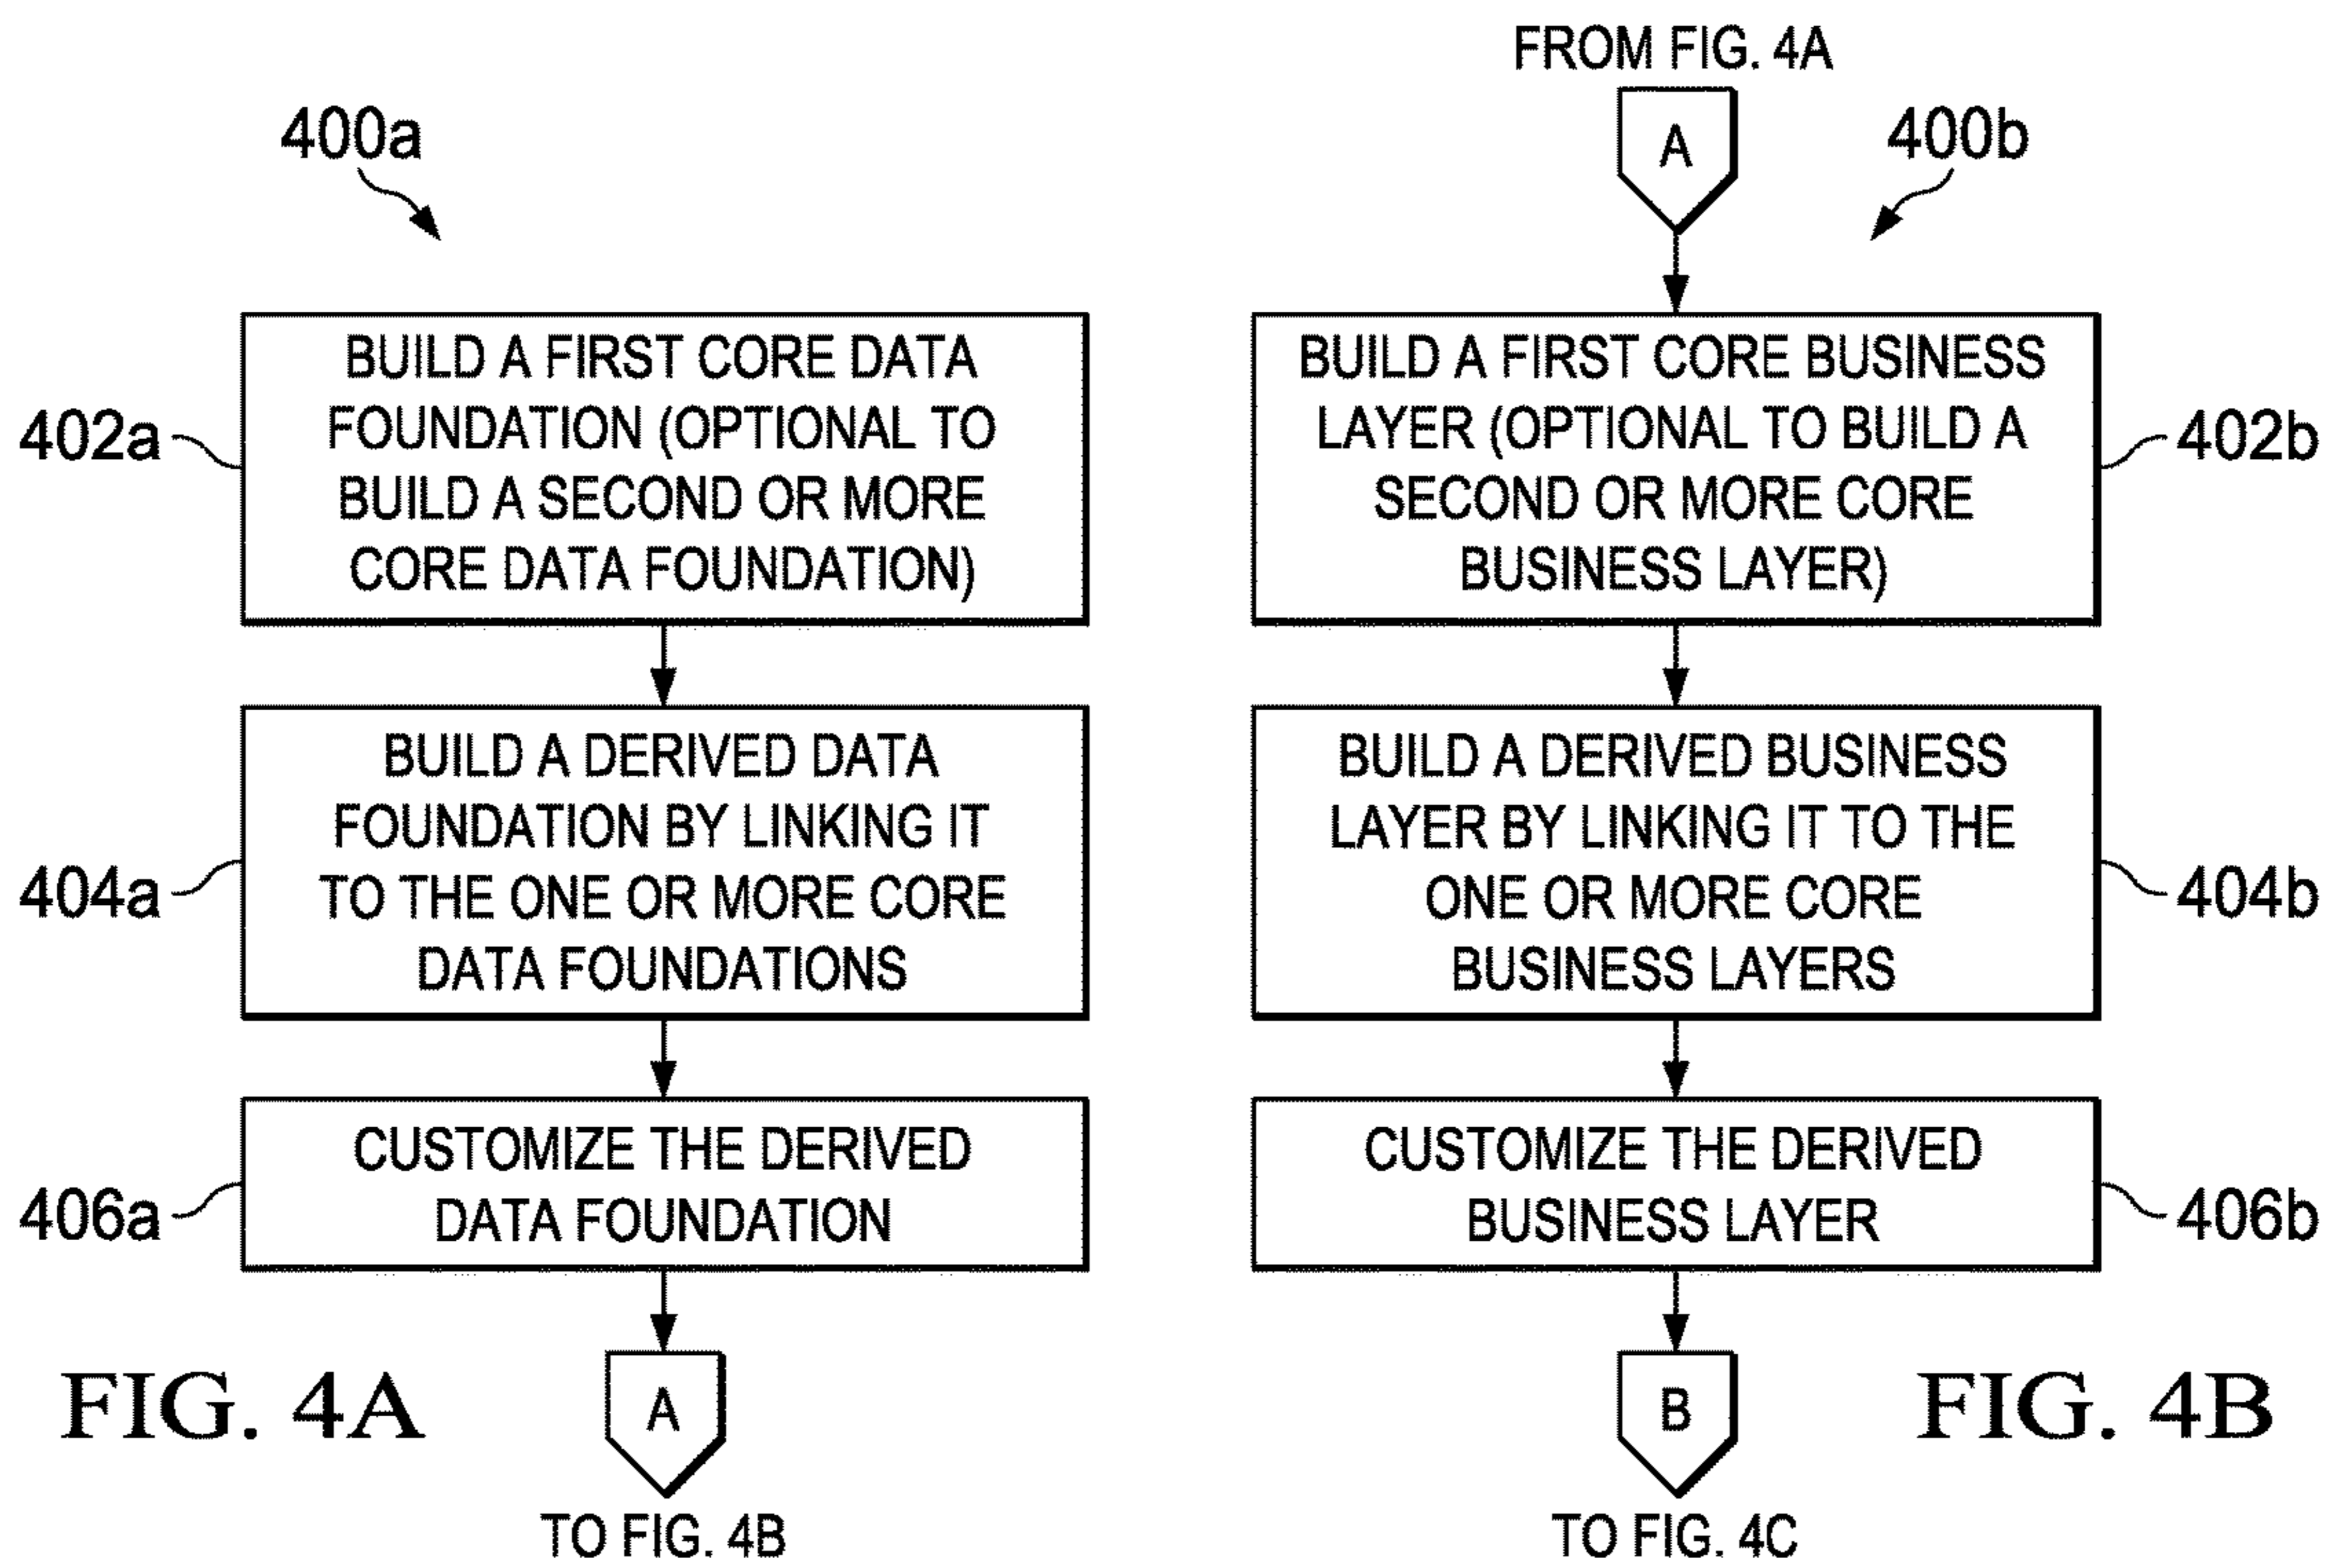 400a
402a
BUILD A FIRST CORE DATA
FOUNDATION (OPTIONAL TO
BUILD A SECOND OR MORE
CORE DATA FOUNDATION)
404a
BUILD A DERIVED DATA
FOUNDATION BY LINKING IT
TO THE ONE OR MORE CORE
DATA FOUNDATIONS
406a
CUSTOMIZE THE DERIVED
DATA FOUNDATION
A
TO FIG. 4B
FIG. 4A
FROM FIG. 4A
A
400b
BUILD A FIRST CORE BUSINESS
LAYER (OPTIONAL TO BUILD A
SECOND OR MORE CORE
BUSINESS LAYER)
402b
BUILD A DERIVED BUSINESS
LAYER BY LINKING IT TO THE
ONE OR MORE CORE
BUSINESS LAYERS
404b
CUSTOMIZE THE DERIVED
BUSINESS LAYER
406b
B
TO FIG. 4C
FIG. 4B